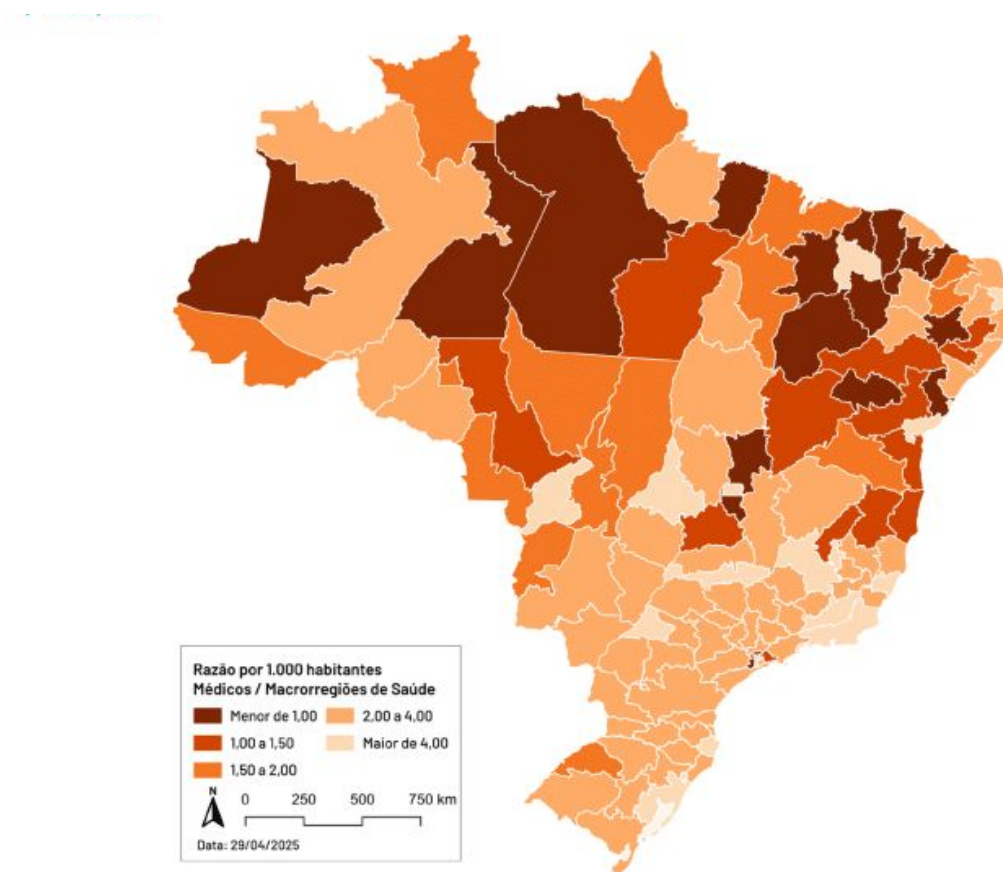 Razão por 1.000 habitantes
Médicos / Macrorregiões de Saúde
Menor de 1,00
2,00 a 4,00
1,00 a 1,50
Maior de 4,00
1,50 a 2,00
N
0 250 500 750 km
Data: 29/04/2025